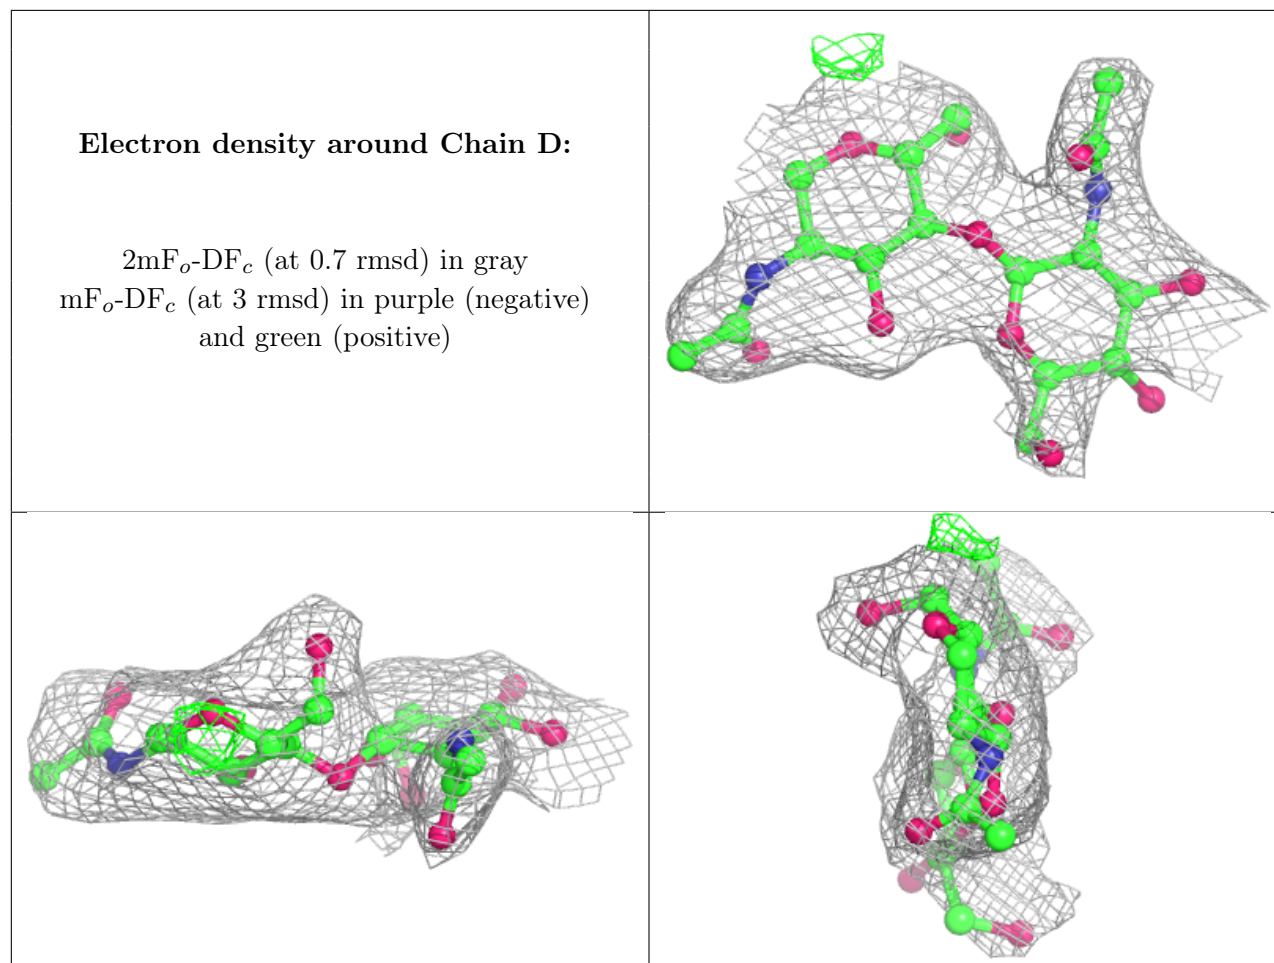 Electron density around Chain D:
2mFo-DFc (at 0.7 rmsd) in gray
mFo-DFc (at 3 rmsd) in purple (negative)
and green (positive)